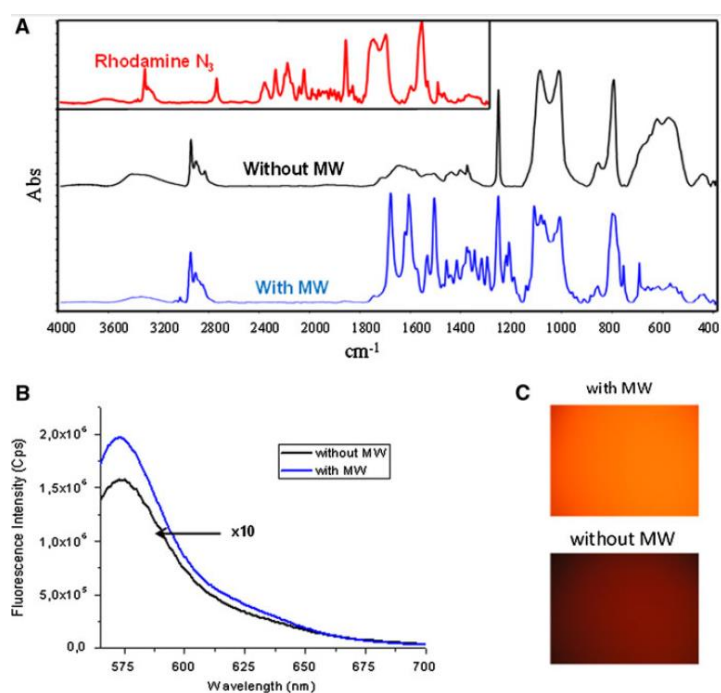 A
Rhodamine N₃
Without MW
With MW
Abs
4000 3600 3200 2800 2400 2200 2000 1800 1600 1400 1200 1000 800 600 400
cm⁻¹
B
C
with MW
2,0x10⁶
without MW
with MW
1,5x10⁶
x10
without MW
1,0x10⁶
5,0x10⁵
0,0
Fluorescence Intensity (Cps)
575 600 625 650 675 700
Wavelength (nm)